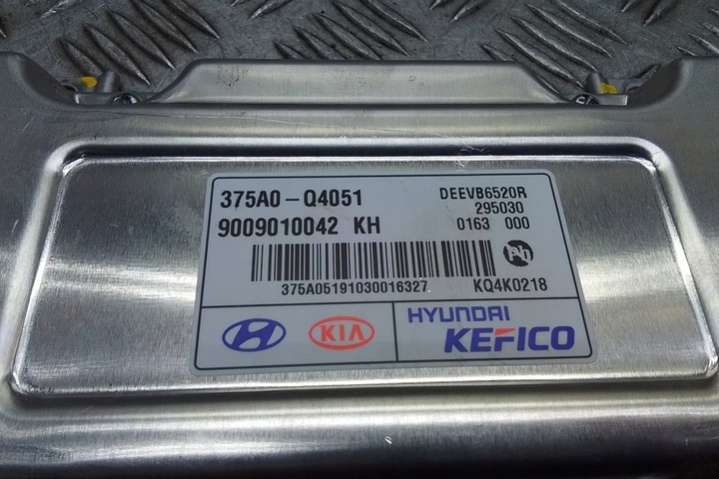 375A0-Q4051
DEEVB6520R
295030
9009010042 KH
0163 000
375A05191030016327
KQ4K0218
KIA
HYUNDAI
KEFICO